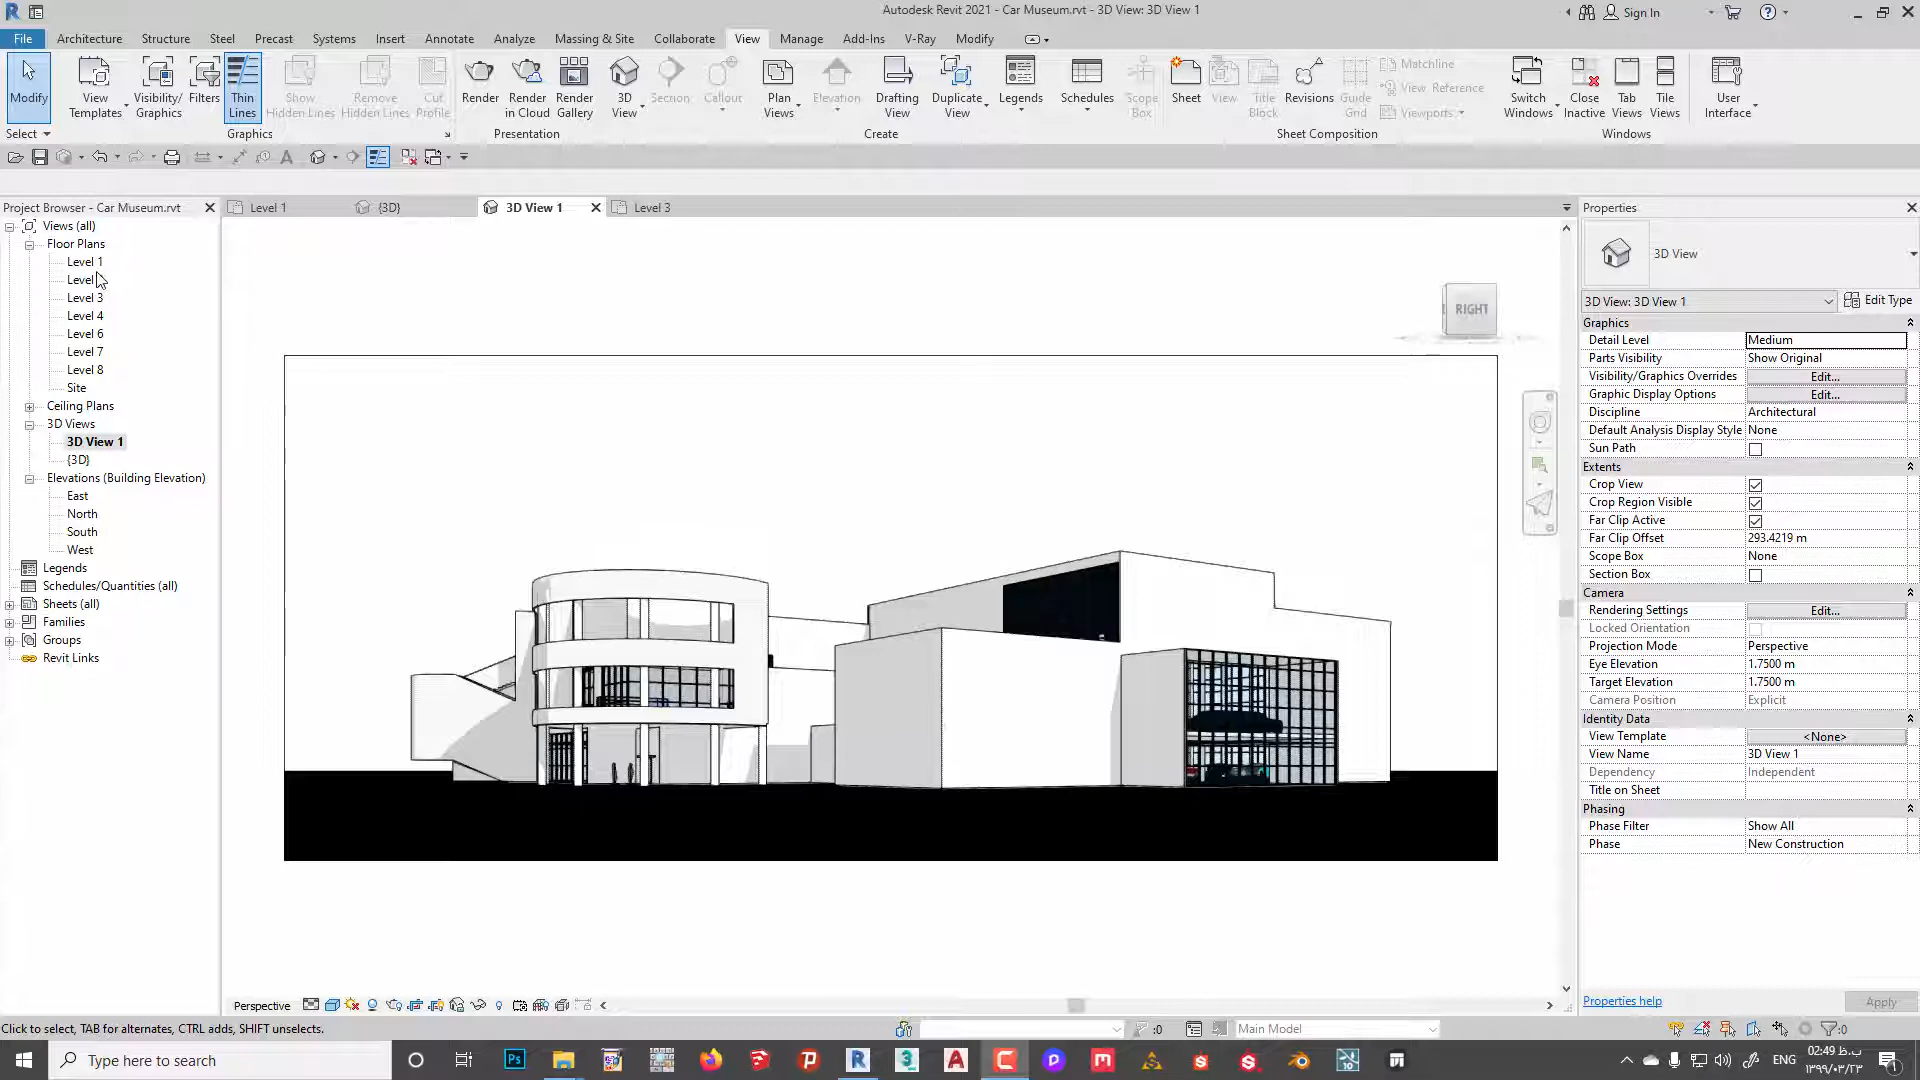 Autodesk Revit 2021 - Car Museum.rvt - 3D View: 3D View 1
Sign In
File Architecture Structure Steel Precast Systems Insert Annotate Analyze Massing & Site Collaborate View Manage Add-Ins V-Ray Modify
Modify
View Templates
Visibility/ Graphics
Filters
Thin Lines
Show Hidden Lines
Remove Hidden Lines
Cut Profile
Render
Render in Cloud
Render Gallery
3D View
Section
Callout
Plan Views
Elevation
Drafting View
Duplicate View
Legends
Schedules
Scope Box
Sheet
View
Title Block
Revisions
Guide Grid
Matchline
View Reference
Viewports
Switch Windows
Close Inactive
Tab Views
Tile Views
User Interface
Select Graphics Presentation Create Sheet Composition Windows
Project Browser - Car Museum.rvt
Level 1 {3D} 3D View 1 Level 3
Views (all)
Floor Plans
Level 1
Level
Level 3
Level 4
Level 6
Level 7
Level 8
Site
Ceiling Plans
3D Views
3D View 1
{3D}
Elevations (Building Elevation)
East
North
South
West
Legends
Schedules/Quantities (all)
Sheets (all)
Families
Groups
Revit Links
RIGHT
Properties
3D View
3D View: 3D View 1 Edit Type
Graphics
Detail Level Medium
Parts Visibility Show Original
Visibility/Graphics Overrides Edit...
Graphic Display Options Edit...
Discipline Architectural
Default Analysis Display Style None
Sun Path
Extents
Crop View
Crop Region Visible
Far Clip Active
Far Clip Offset 293.4219 m
Scope Box None
Section Box
Camera
Rendering Settings Edit...
Locked Orientation
Projection Mode Perspective
Eye Elevation 1.7500 m
Target Elevation 1.7500 m
Camera Position Explicit
Identity Data
View Template <None>
View Name 3D View 1
Dependency Independent
Title on Sheet
Phasing
Phase Filter Show All
Phase New Construction
Properties help Apply
Perspective
Click to select, TAB for alternates, CTRL adds, SHIFT unselects.
:0 Main Model :0
Type here to search
ENG
02:49 ب.ظ
۱۳۹۹/۰۳/۲۳